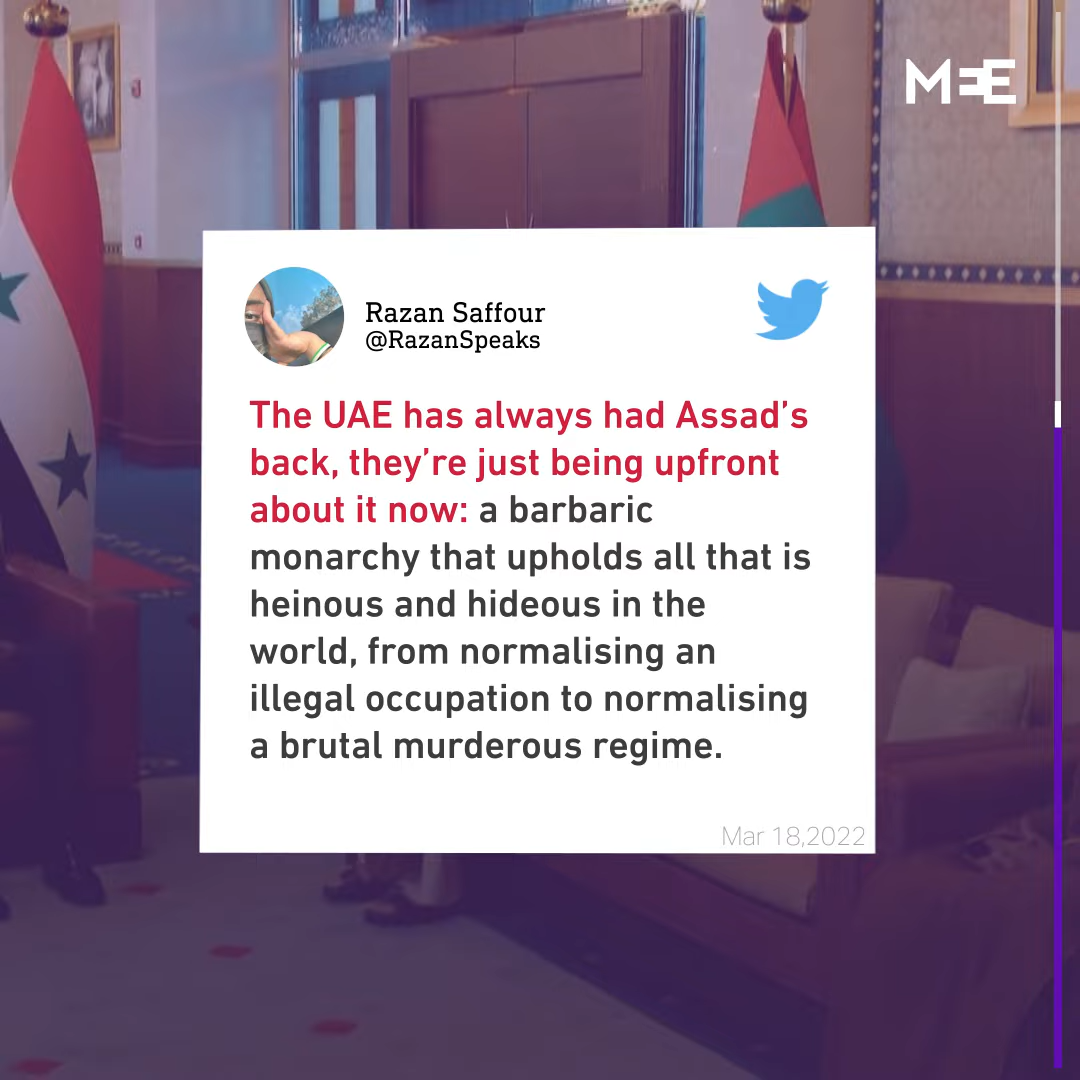 MEE
Razan Saffour
@RazanSpeaks
The UAE has always had Assad’s
back, they’re just being upfront
about it now: a barbaric
monarchy that upholds all that is
heinous and hideous in the
world, from normalising an
illegal occupation to normalising
a brutal murderous regime.
Mar 18,2022